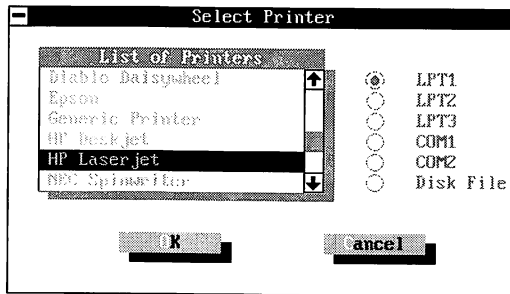 Select Printer
List of Printers
Diablo Daisywheel
Epson
Generic Printer
HP Deskjet
HP Laserjet
NEC Spinwriter
LPT1
LPT2
LPT3
COM1
COM2
Disk File
OK
Cancel